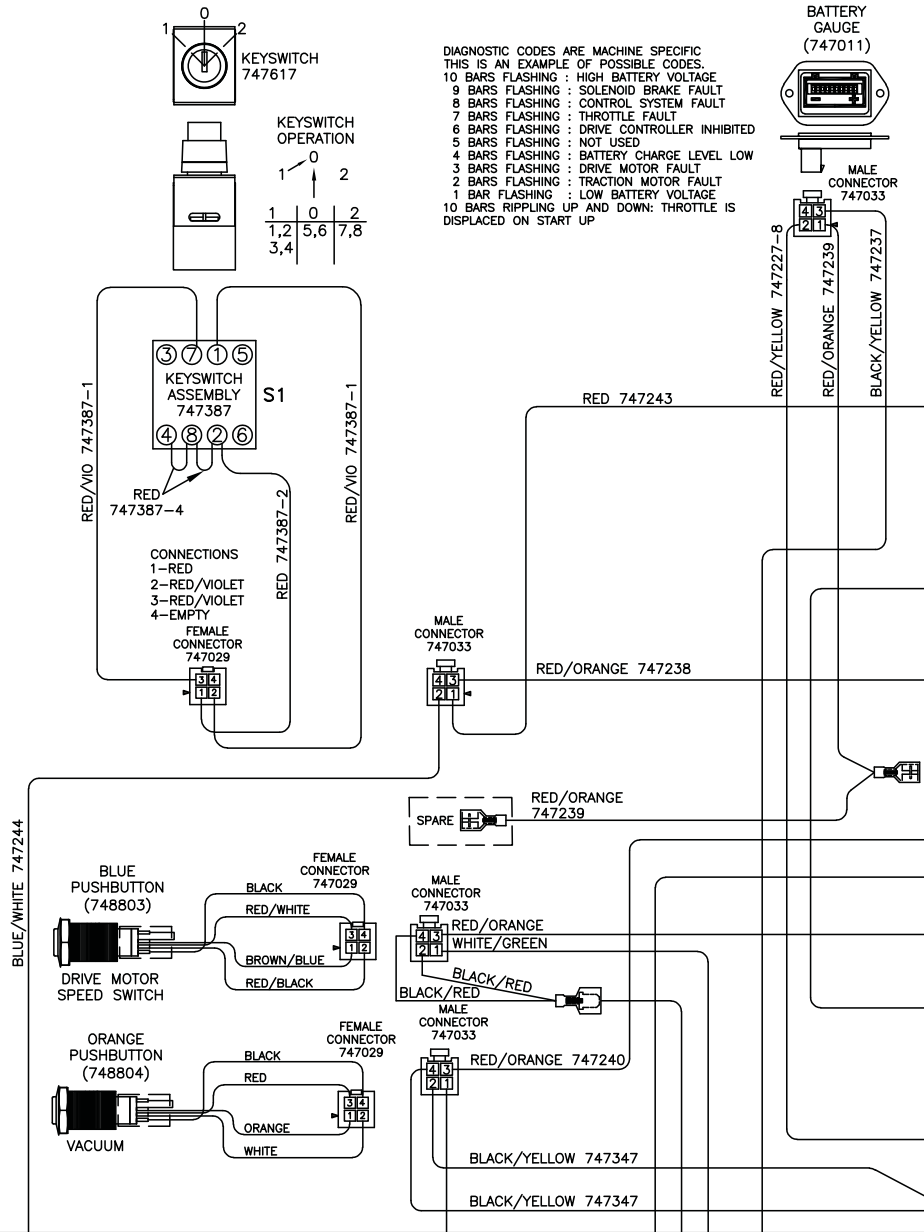 0
1
2
KEYSWITCH
747617
KEYSWITCH
OPERATION
0
1
2
1 0 2
1,2 5,6 7,8
3,4
DIAGNOSTIC CODES ARE MACHINE SPECIFIC
THIS IS AN EXAMPLE OF POSSIBLE CODES.
10 BARS FLASHING : HIGH BATTERY VOLTAGE
9 BARS FLASHING : SOLENOID BRAKE FAULT
8 BARS FLASHING : CONTROL SYSTEM FAULT
7 BARS FLASHING : THROTTLE FAULT
6 BARS FLASHING : DRIVE CONTROLLER INHIBITED
5 BARS FLASHING : NOT USED
4 BARS FLASHING : BATTERY CHARGE LEVEL LOW
3 BARS FLASHING : DRIVE MOTOR FAULT
2 BARS FLASHING : TRACTION MOTOR FAULT
1 BAR FLASHING : LOW BATTERY VOLTAGE
10 BARS RIPPLING UP AND DOWN: THROTTLE IS
DISPLACED ON START UP
BATTERY
GAUGE
(747011)
MALE
CONNECTOR
747033
4 3
2 1
RED/YELLOW 747227-8
RED/ORANGE 747239
BLACK/YELLOW 747237
3 7 1 5
KEYSWITCH
ASSEMBLY
747387
S1
4 8 2 6
RED/VIO 747387-1
RED
747387-4
RED 747387-2
RED/VIO 747387-1
RED 747243
CONNECTIONS
1-RED
2-RED/VIOLET
3-RED/VIOLET
4-EMPTY
FEMALE
CONNECTOR
747029
3 4
1 2
MALE
CONNECTOR
747033
4 3
2 1
RED/ORANGE 747238
BLUE/WHITE 747244
SPARE
RED/ORANGE
747239
BLUE
PUSHBUTTON
(748803)
DRIVE MOTOR
SPEED SWITCH
BLACK
RED/WHITE
BROWN/BLUE
RED/BLACK
FEMALE
CONNECTOR
747029
3 4
1 2
MALE
CONNECTOR
747033
4 3
2 1
RED/ORANGE
WHITE/GREEN
BLACK/RED
BLACK/RED
ORANGE
PUSHBUTTON
(748804)
VACUUM
BLACK
RED
ORANGE
WHITE
FEMALE
CONNECTOR
747029
3 4
1 2
MALE
CONNECTOR
747033
4 3
2 1
RED/ORANGE 747240
BLACK/YELLOW 747347
BLACK/YELLOW 747347